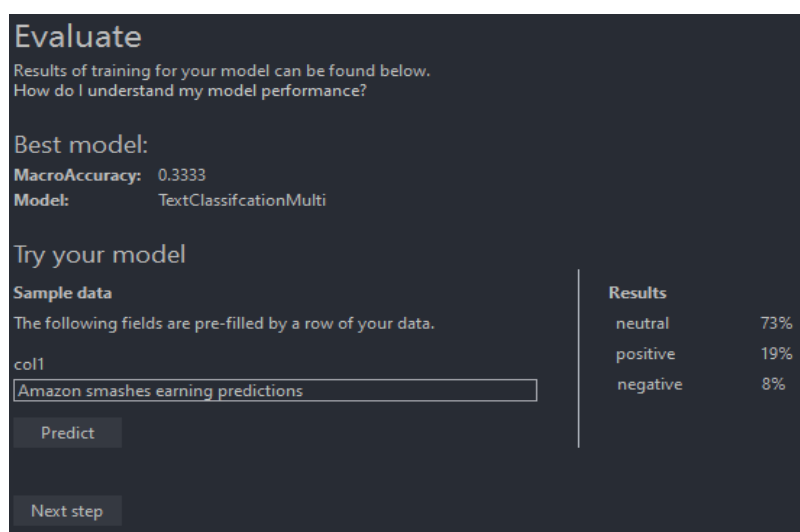 Evaluate
Results of training for your model can be found below.
How do I understand my model performance?
Best model:
MacroAccuracy: 0.3333
Model: TextClassifcationMulti
Try your model
Sample data
The following fields are pre-filled by a row of your data.
col1
Amazon smashes earning predictions
Predict
Next step
Results
neutral 73%
positive 19%
negative 8%